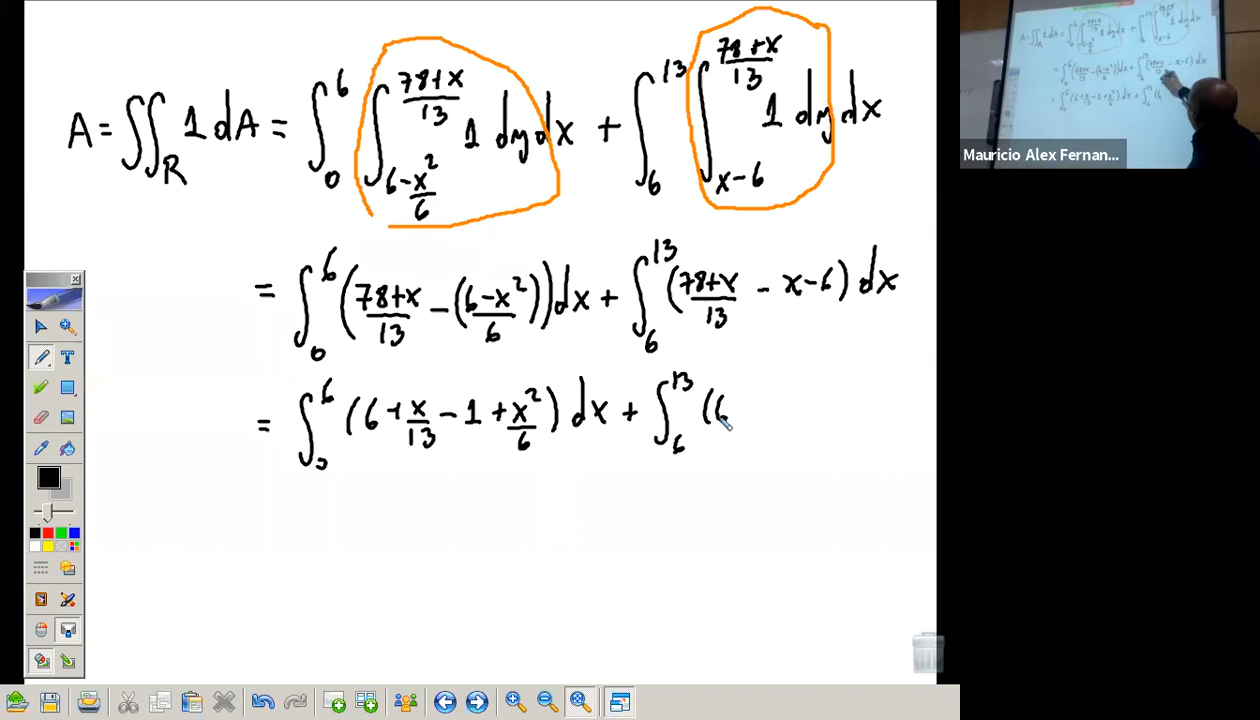 A = ∬_R 1 dA = ∫_0^6 ∫_{6-x²/6}^{78+x/13} 1 dy dx + ∫_6^13 ∫_{x-6}^{78+x/13} 1 dy dx
= ∫_0^6 (78+x/13 - (6-x²/6)) dx + ∫_6^13 (78+x/13 - x-6) dx
= ∫_0^6 (6 + x/13 - 1 + x²/6) dx + ∫_6^13 (6
Mauricio Alex Fernan...